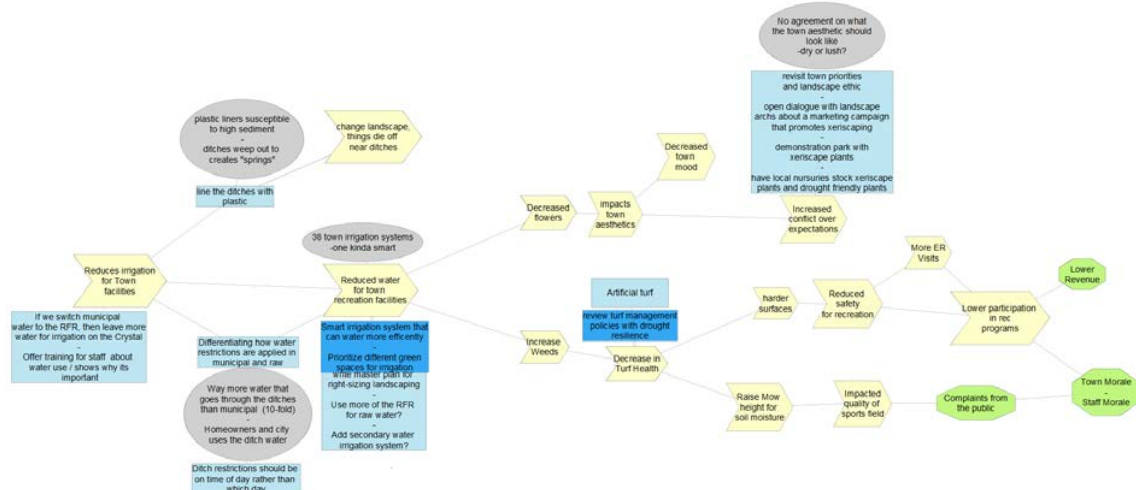 No agreement on what
the town aesthetic should
look like
-dry or lush?
revisit town priorities
and landscape ethic
-
open dialogue with landscape
archs about a marketing campaign
that promotes xeriscaping
-
demonstration park with
xeriscape plants
-
have local nursuries stock xeriscape
plants and drought friendly plants
plastic liners susceptible
to high sediment
-
ditches weep out to
creates "springs"
change landscape,
things die off
near ditches
line the ditches with
plastic
Decreased
town
mood
Decreased
flowers
impacts
town
aesthetics
Increased
conflict over
expectations
38 town irrigation systems
-one kinda smart
Reduces irrigation
for Town
facilities
Reduced water
for town
recreation facilities
More ER
Visits
Lower
Revenue
Artificial turf
harder
surfaces
Reduced
safety
for recreation
Lower participation
in rec
programs
If we switch municipal
water to the RFR, then leave more
water for irrigation on the Crystal
-
Offer training for staff about
water use / shows why its
important
Differentiating how water
restrictions are applied in
municipal and raw
Smart irrigation system that
can water more efficently
-
Prioritize different green
spaces for irrigation
write master plan for
right-sizing landscaping
-
Use more of the RFR
for raw water?
-
Add secondary water
irrigation system?
review turf management
policies with drought
resilience
Increase
Weeds
Decrease in
Turf Health
Way more water that
goes through the ditches
than municipal (10-fold)
-
Homeowners and city
uses the ditch water
Raise Mow
height for
soil moisture
Impacted
quality of
sports field
Complaints from
the public
Town Morale
-
Staff Morale
Ditch restrictions should be
on time of day rather than
which day